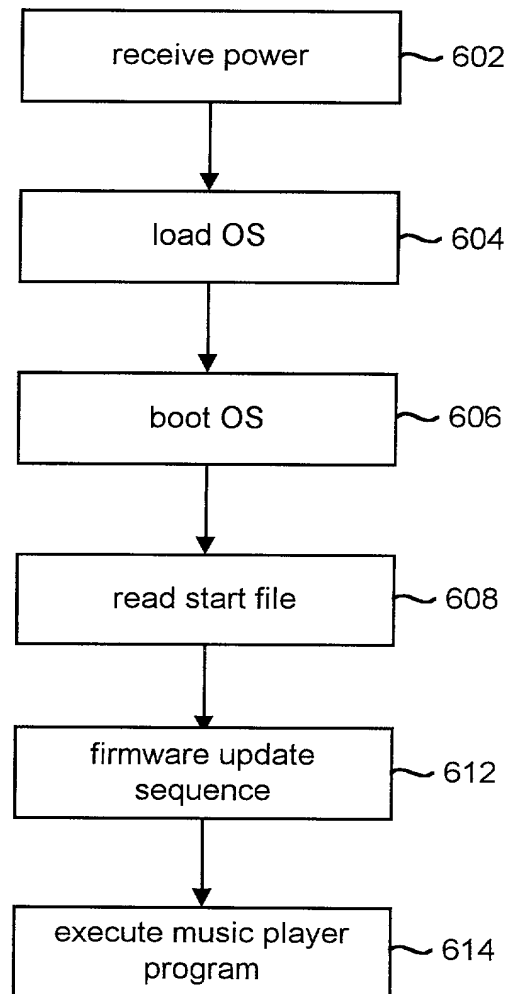 receive power 602
load OS 604
boot OS 606
read start file 608
firmware update
sequence 612
execute music player
program 614